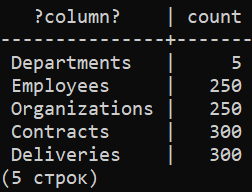 ?column? | count
---------------+-------
Departments | 5
Employees | 250
Organizations | 250
Contracts | 300
Deliveries | 300
(5 строк)